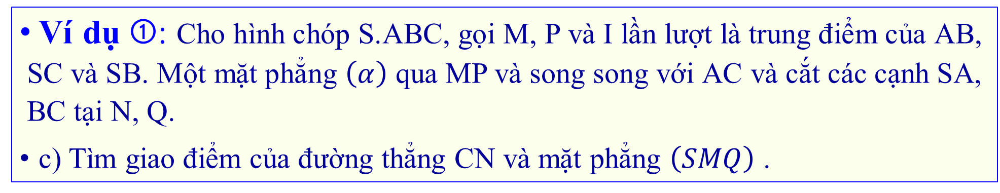 • Ví dụ ①: Cho hình chóp S.ABC, gọi M, P và I lần lượt là trung điểm của AB,
SC và SB. Một mặt phẳng (𝛼) qua MP và song song với AC và cắt các cạnh SA,
BC tại N, Q.
• c) Tìm giao điểm của đường thẳng CN và mặt phẳng (𝑆𝑀𝑄) .